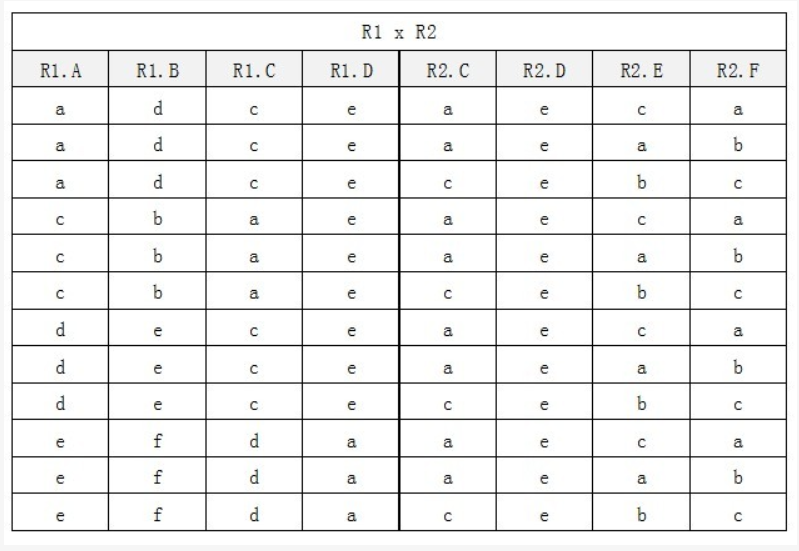 R1 x R2
R1.A R1.B R1.C R1.D R2.C R2.D R2.E R2.F
a d c e a e c a
a d c e a e a b
a d c e c e b c
c b a e a e c a
c b a e a e a b
c b a e c e b c
d e c e a e c a
d e c e a e a b
d e c e c e b c
e f d a a e c a
e f d a a e a b
e f d a c e b c